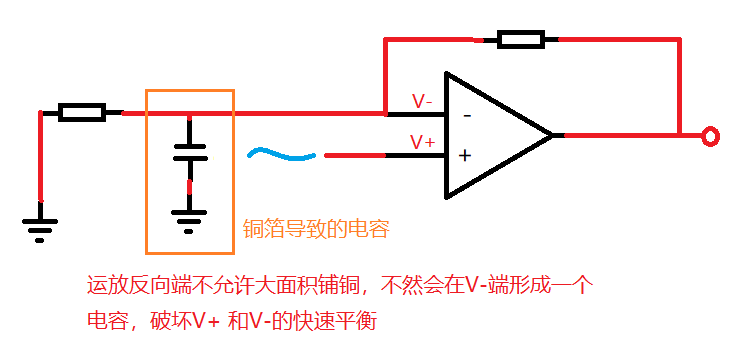 V-
-
V+
+
铜箔导致的电容
运放反向端不允许大面积铺铜，不然会在V-端形成一个
电容，破坏V+ 和V-的快速平衡